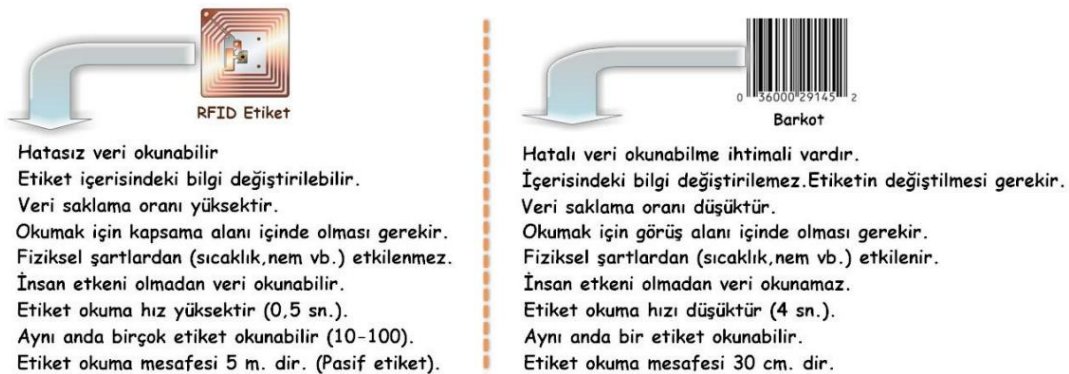 RFID Etiket
Hatasız veri okunabilir
Etiket içerisindeki bilgi değiştirilebilir.
Veri saklama oranı yüksektir.
Okumak için kapsama alanı içinde olması gerekir.
Fiziksel şartlardan (sıcaklık,nem vb.) etkilenmez.
İnsan etkeni olmadan veri okunabilir.
Etiket okuma hız yüksektir (0,5 sn.).
Aynı anda birçok etiket okunabilir (10-100).
Etiket okuma mesafesi 5 m. dir. (Pasif etiket).
0 36000 29145 2
Barkot
Hatalı veri okunabilme ihtimali vardır.
İçerisindeki bilgi değiştirilemez.Etiketin değiştilmesi gerekir.
Veri saklama oranı düşüktür.
Okumak için görüş alanı içinde olması gerekir.
Fiziksel şartlardan (sıcaklık,nem vb.) etkilenir.
İnsan etkeni olmadan veri okunamaz.
Etiket okuma hızı düşüktür (4 sn.).
Aynı anda bir etiket okunabilir.
Etiket okuma mesafesi 30 cm. dir.